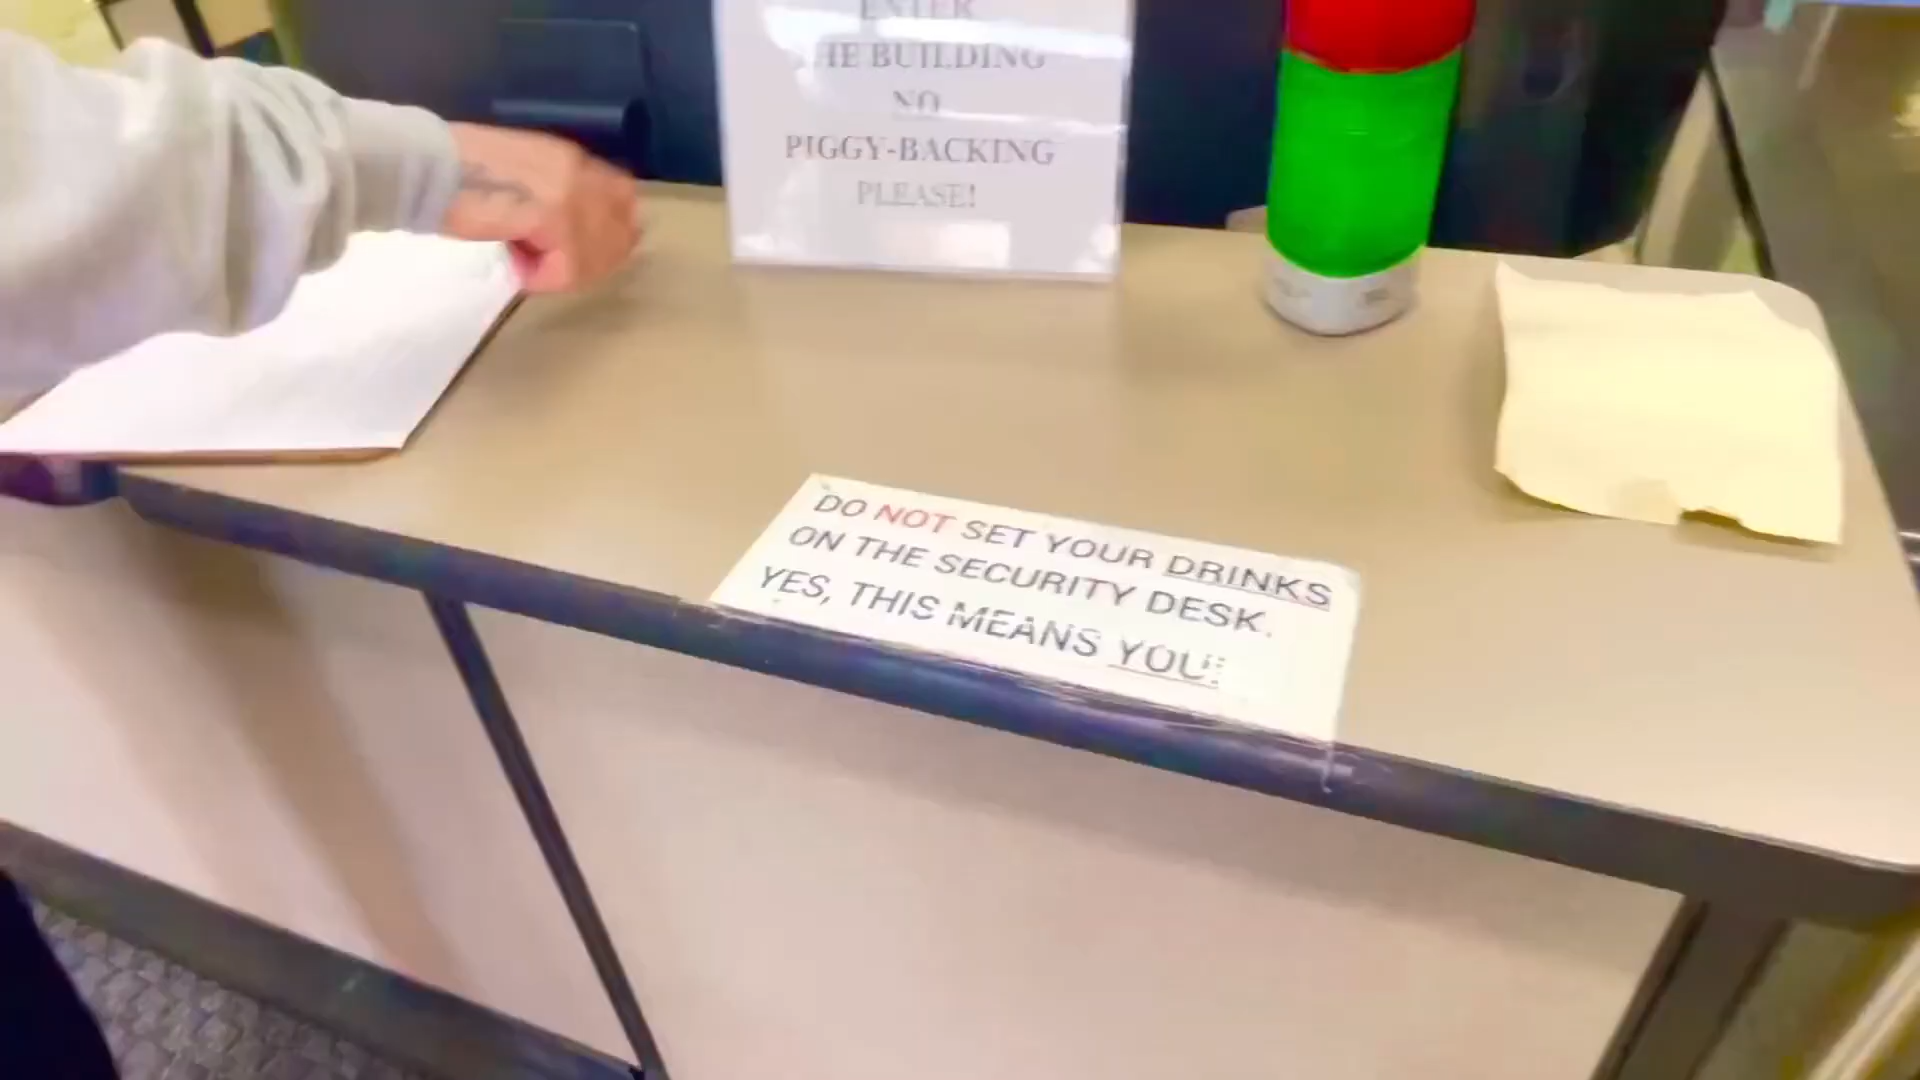 ENTER
THE BUILDING
NO
PIGGY-BACKING
PLEASE!
DO NOT SET YOUR DRINKS
ON THE SECURITY DESK.
YES, THIS MEANS YOU!